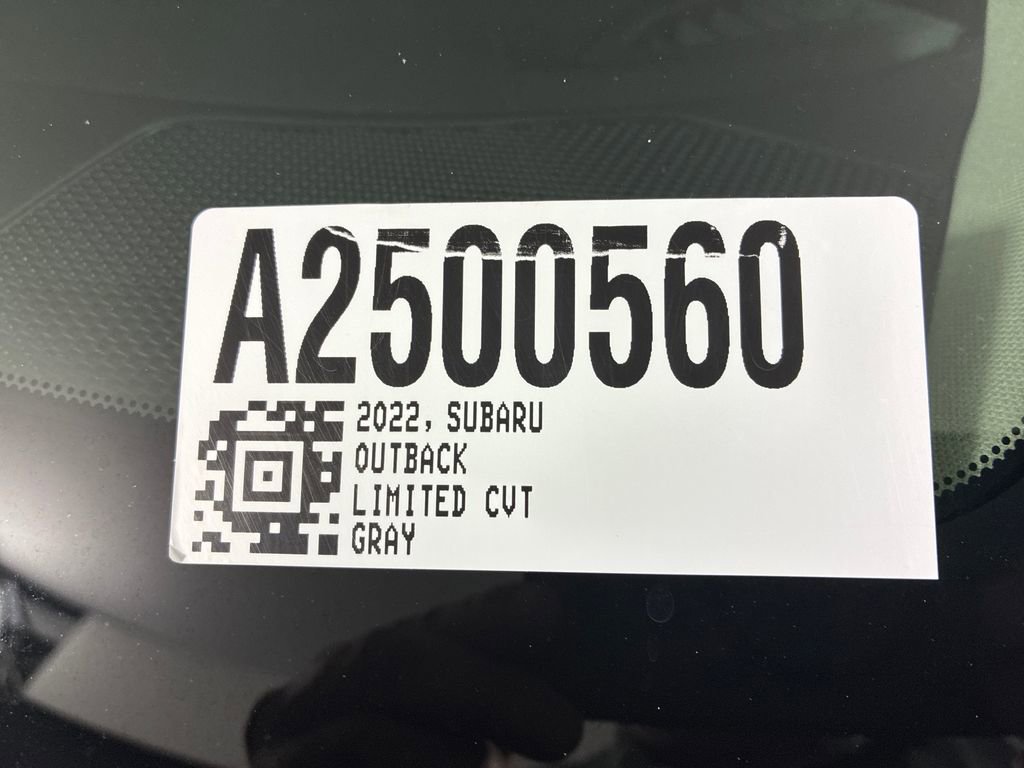 A2500560
2022, SUBARU
OUTBACK
LIMITED CVT
GRAY